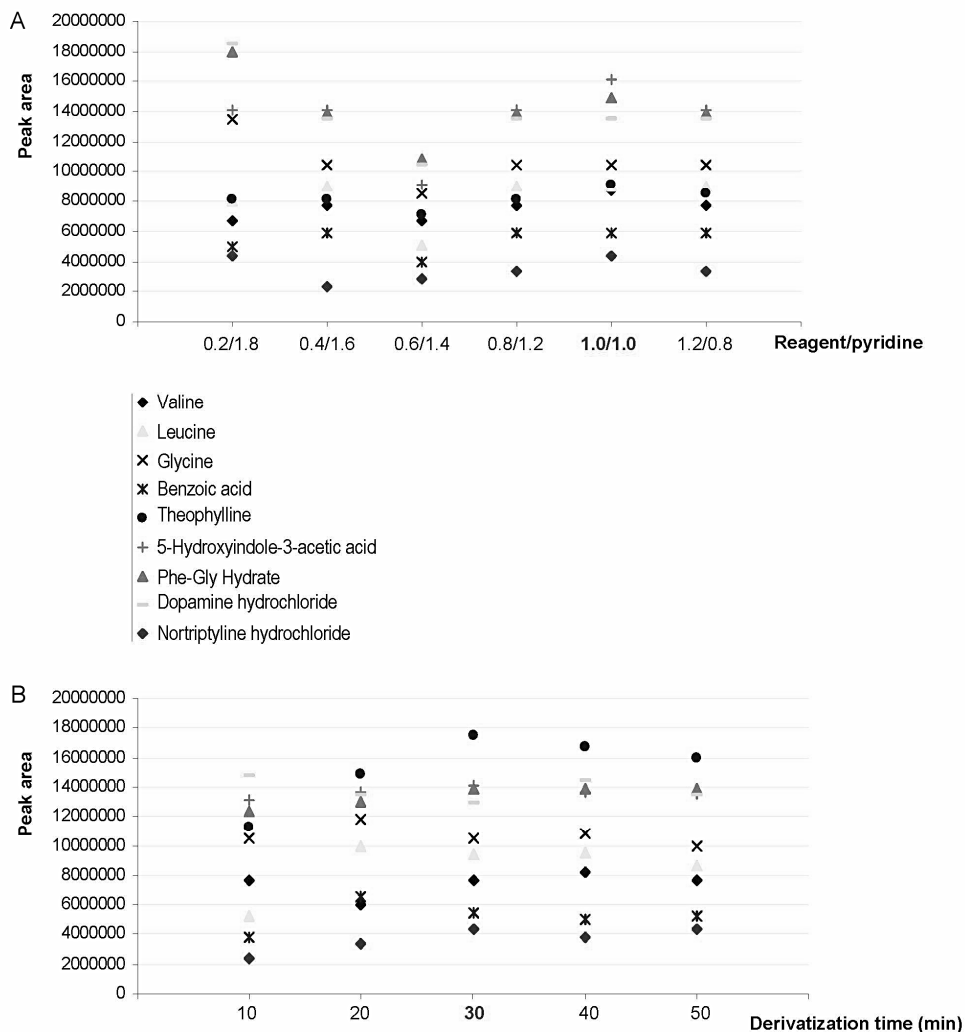 A
Peak area
20000000
18000000
16000000
14000000
12000000
10000000
8000000
6000000
4000000
2000000
0
0.2/1.8 0.4/1.6 0.6/1.4 0.8/1.2 1.0/1.0 1.2/0.8 Reagent/pyridine
Valine
Leucine
Glycine
Benzoic acid
Theophylline
5-Hydroxyindole-3-acetic acid
Phe-Gly Hydrate
Dopamine hydrochloride
Nortriptyline hydrochloride
B
Peak area
20000000
18000000
16000000
14000000
12000000
10000000
8000000
6000000
4000000
2000000
0
10 20 30 40 50
Derivatization time (min)